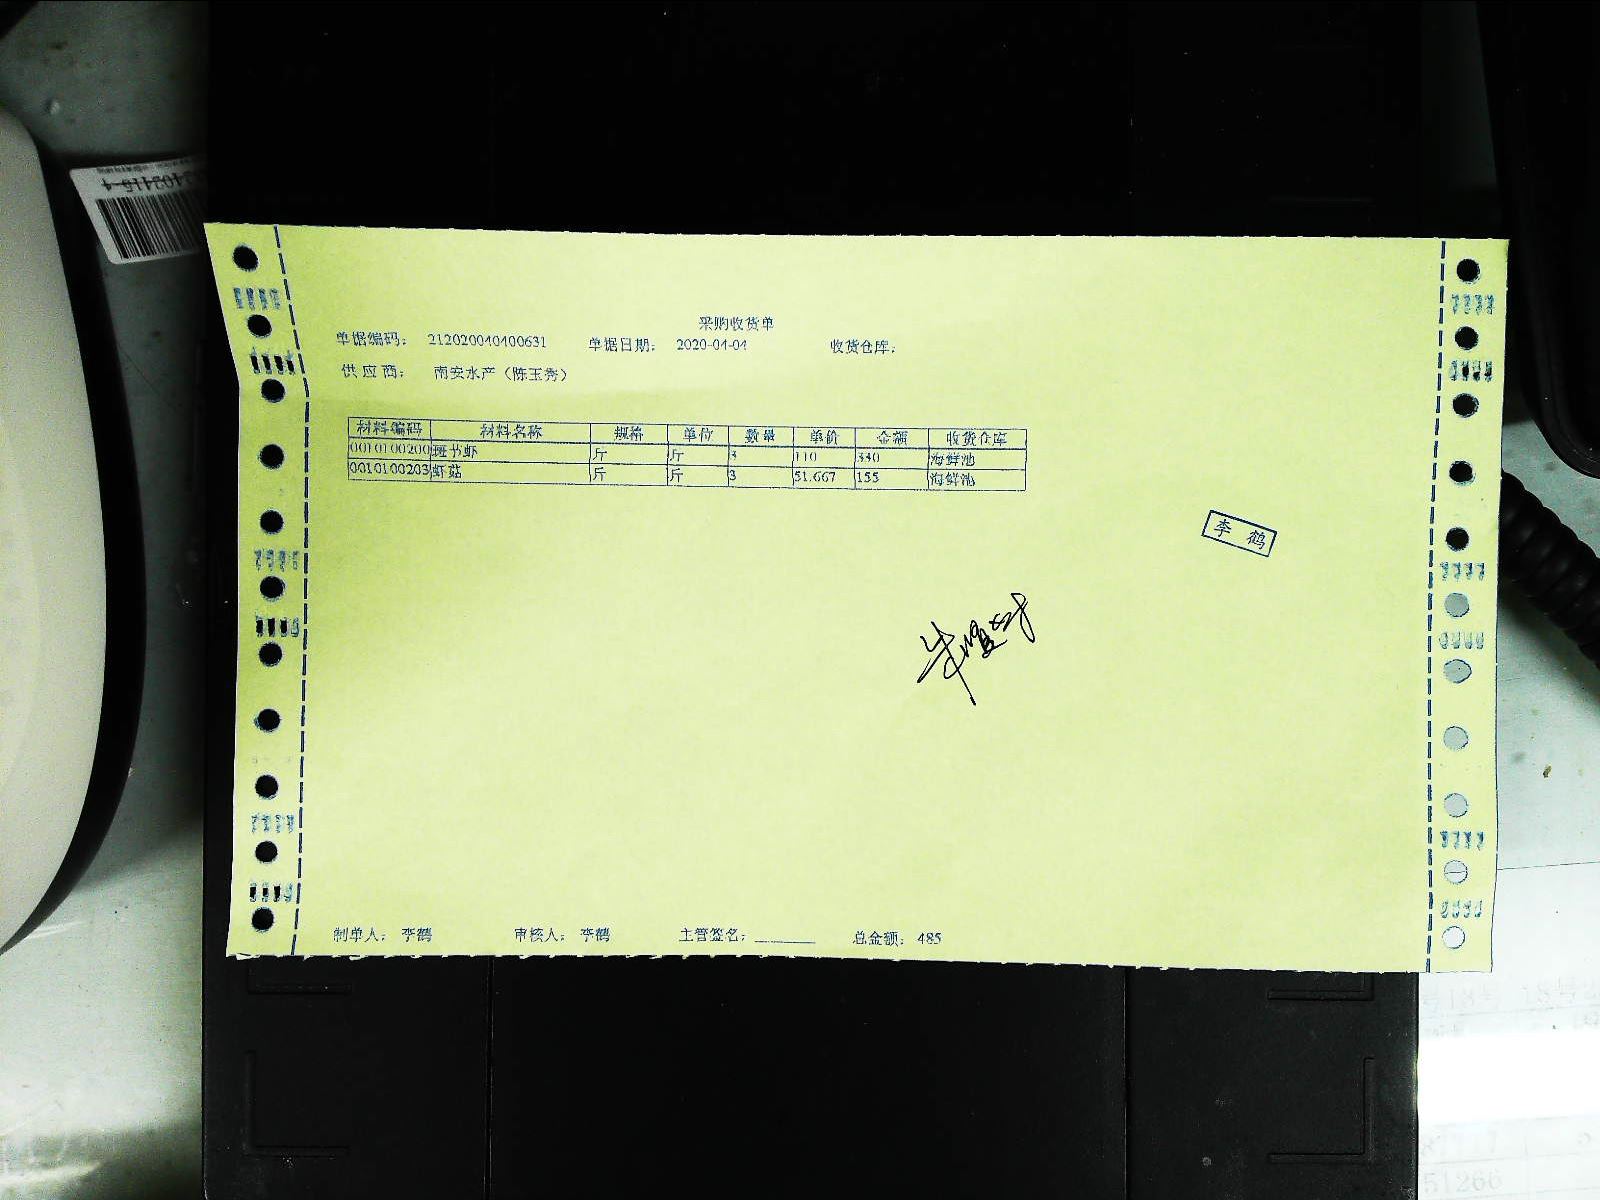 采购收货单
单据编码： 212020040400631 单据日期： 2020-04-04 收货仓库：
供应商： 南安水产（陈玉秀）
材料编码 材料名称 规格 单位 数量 单价 金额 收货仓库
0010100200 斑节虾 斤 斤 3 110 330 海鲜池
0010100203 虾菇 斤 斤 3 51.667 155 海鲜池
李鹤
制单人： 李鹤 审核人： 李鹤 主管签名：______ 总金额： 485
51266